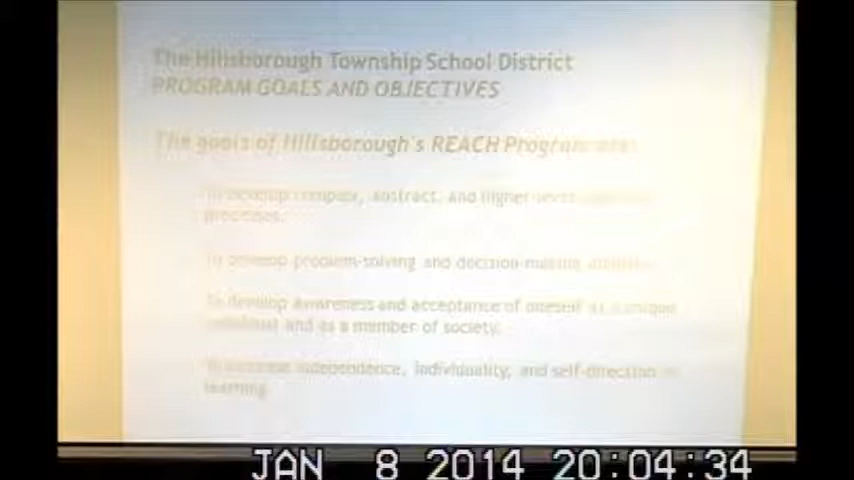 The Hillsborough Township School District
PROGRAM GOALS AND OBJECTIVES
The goals of Hillsborough's REACH Program are:
To develop complex, abstract, and higher-level
processes.
To develop problem-solving and decision-making
To develop awareness and acceptance of oneself as a unique
individual and as a member of society.
independence, individuality, and self-direction in
learning.
JAN 8 2014 20:04:34